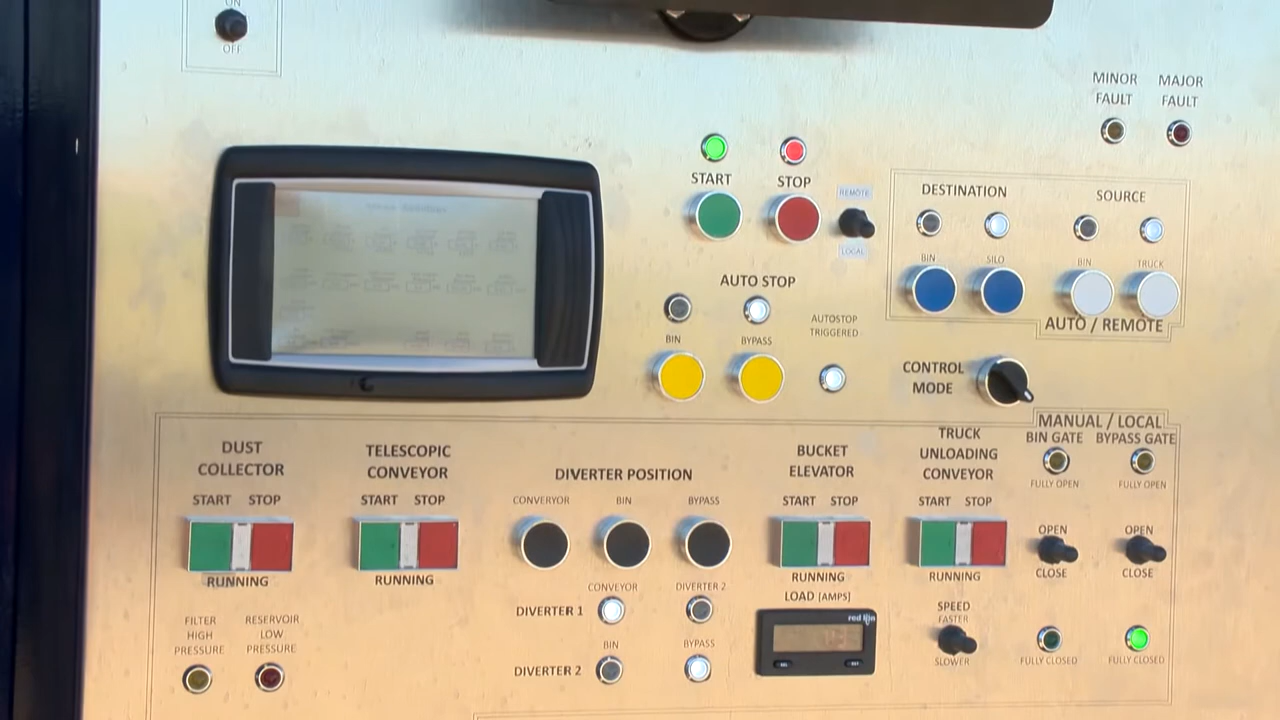 ON
OFF
MINOR
FAULT
MAJOR
FAULT
START
STOP
REMOTE
LOCAL
DESTINATION
SOURCE
BIN
SILO
BIN
TRUCK
AUTO / REMOTE
AUTO STOP
BIN
BYPASS
AUTOSTOP
TRIGGERED
CONTROL
MODE
MANUAL / LOCAL
DUST
COLLECTOR
START STOP
RUNNING
TELESCOPIC
CONVEYOR
START STOP
RUNNING
DIVERTER POSITION
CONVERYOR
BIN
BYPASS
BUCKET
ELEVATOR
START STOP
RUNNING
LOAD [AMPS]
red lion
TRUCK
UNLOADING
CONVEYOR
START STOP
RUNNING
SPEED
FASTER
SLOWER
BIN GATE
FULLY OPEN
OPEN
CLOSE
FULLY CLOSED
BYPASS GATE
FULLY OPEN
OPEN
CLOSE
FULLY CLOSED
FILTER
HIGH
PRESSURE
RESERVOIR
LOW
PRESSURE
CONVEYOR
DIVERTER 2
DIVERTER 1
BIN
BYPASS
DIVERTER 2